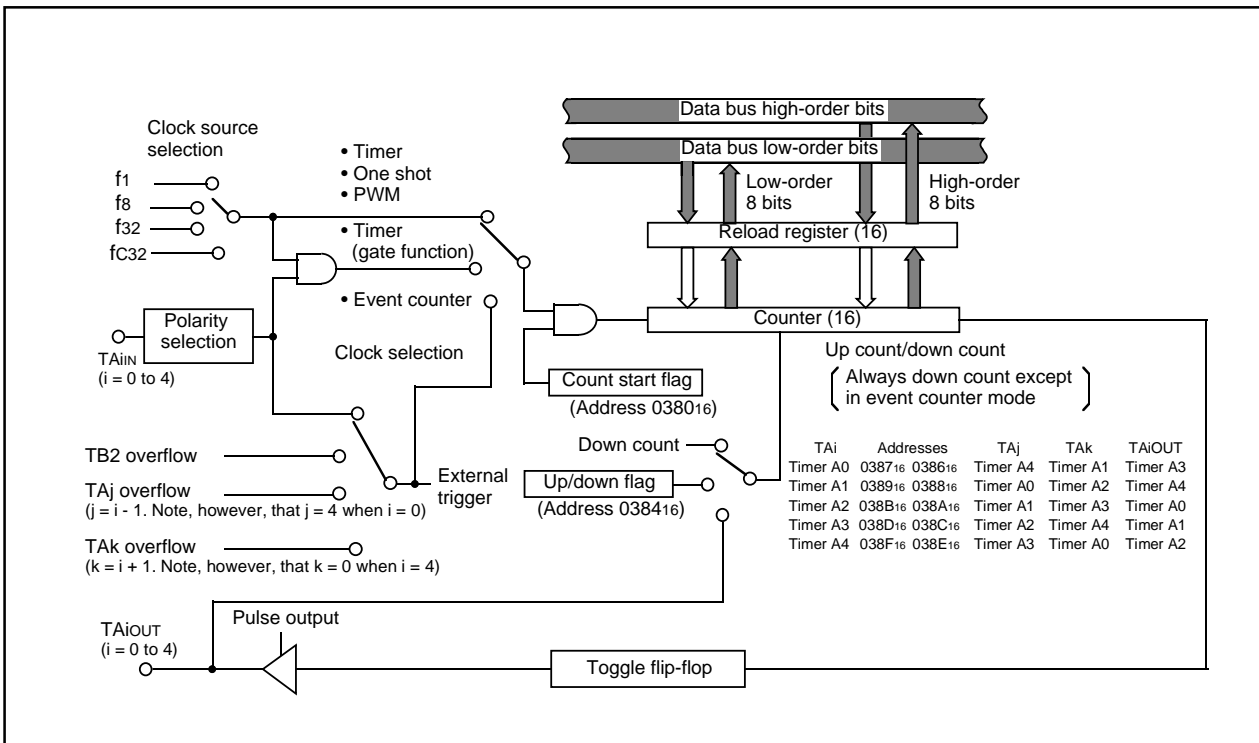 Data bus high-order bits
Data bus low-order bits
Clock source
selection
f1
f8
f32
fC32
• Timer
• One shot
• PWM
• Timer
(gate function)
• Event counter
Low-order
8 bits
High-order
8 bits
Reload register (16)
Counter (16)
Polarity
selection
TAiIN
(i = 0 to 4)
Clock selection
Count start flag
(Address 038016)
Up count/down count
Always down count except
in event counter mode
Down count
Up/down flag
(Address 038416)
TB2 overflow
TAj overflow
(j = i - 1. Note, however, that j = 4 when i = 0)
External
trigger
TAk overflow
(k = i + 1. Note, however, that k = 0 when i = 4)
TAi Addresses TAj TAk TAiOUT
Timer A0 038716 038616 Timer A4 Timer A1 Timer A3
Timer A1 038916 038816 Timer A0 Timer A2 Timer A4
Timer A2 038B16 038A16 Timer A1 Timer A3 Timer A0
Timer A3 038D16 038C16 Timer A2 Timer A4 Timer A1
Timer A4 038F16 038E16 Timer A3 Timer A0 Timer A2
Pulse output
TAiOUT
(i = 0 to 4)
Toggle flip-flop